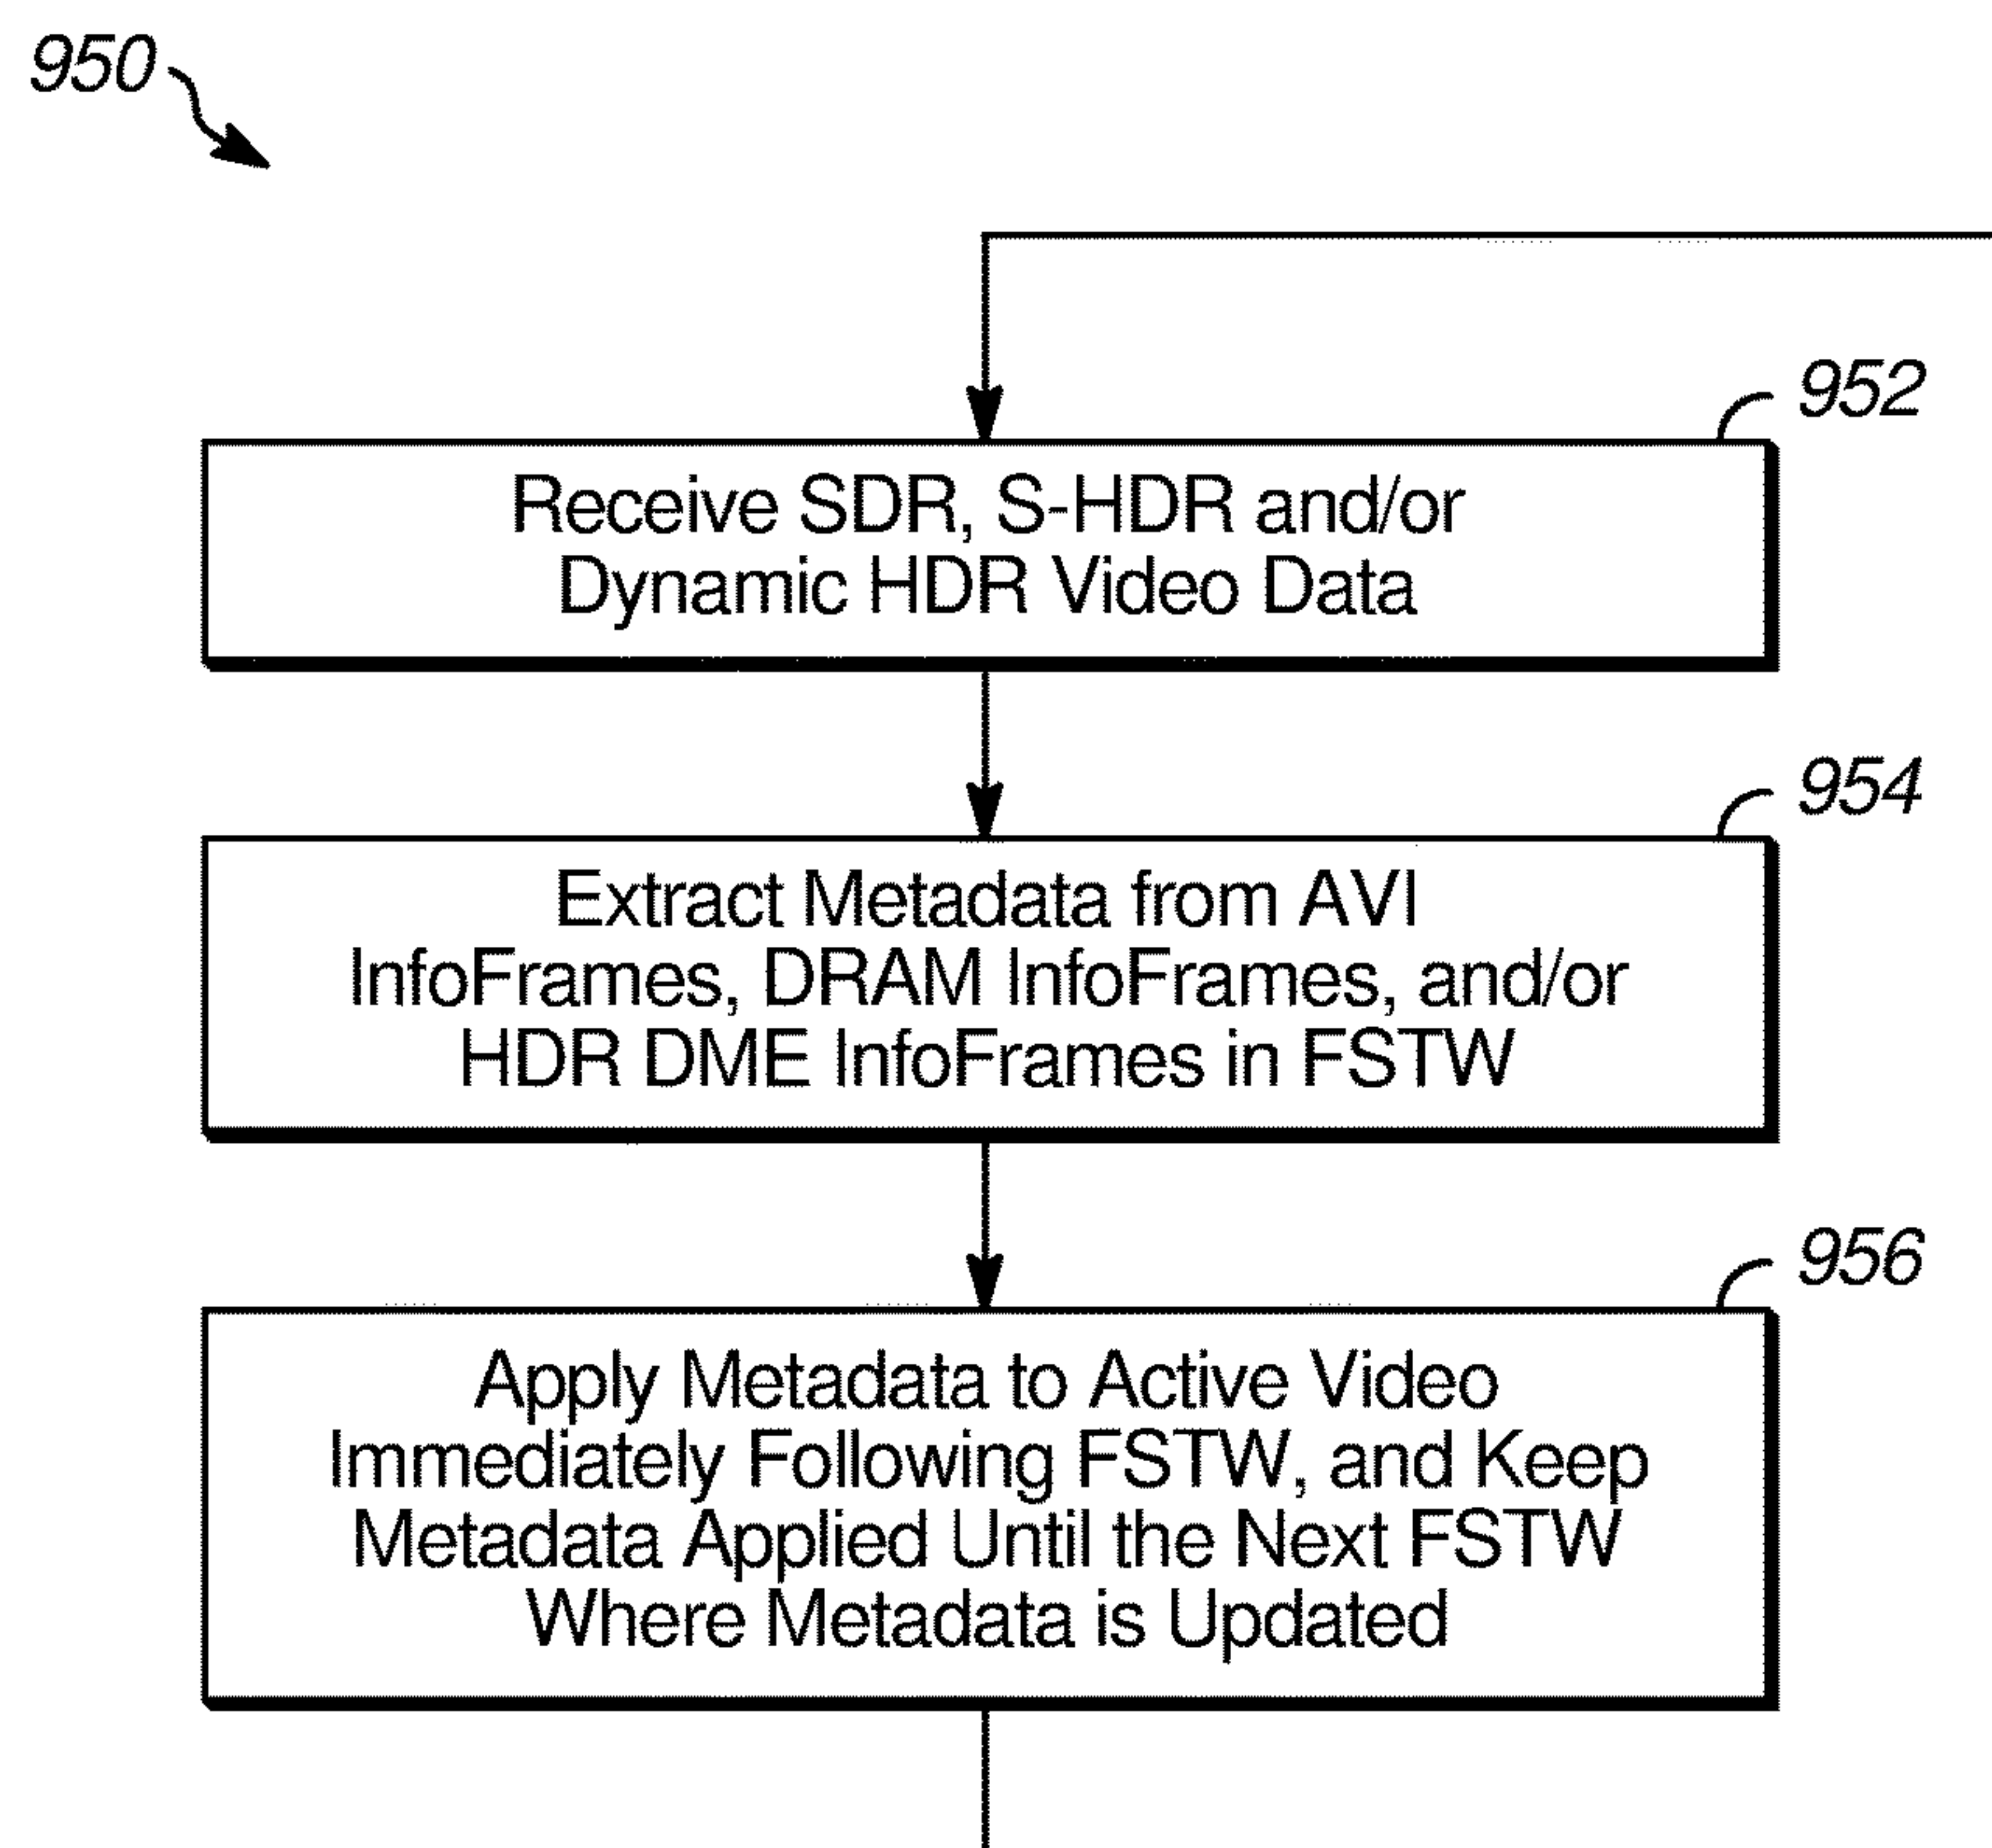 950
952
Receive SDR, S-HDR and/or
Dynamic HDR Video Data
954
Extract Metadata from AVI
InfoFrames, DRAM InfoFrames, and/or
HDR DME InfoFrames in FSTW
956
Apply Metadata to Active Video
Immediately Following FSTW, and Keep
Metadata Applied Until the Next FSTW
Where Metadata is Updated